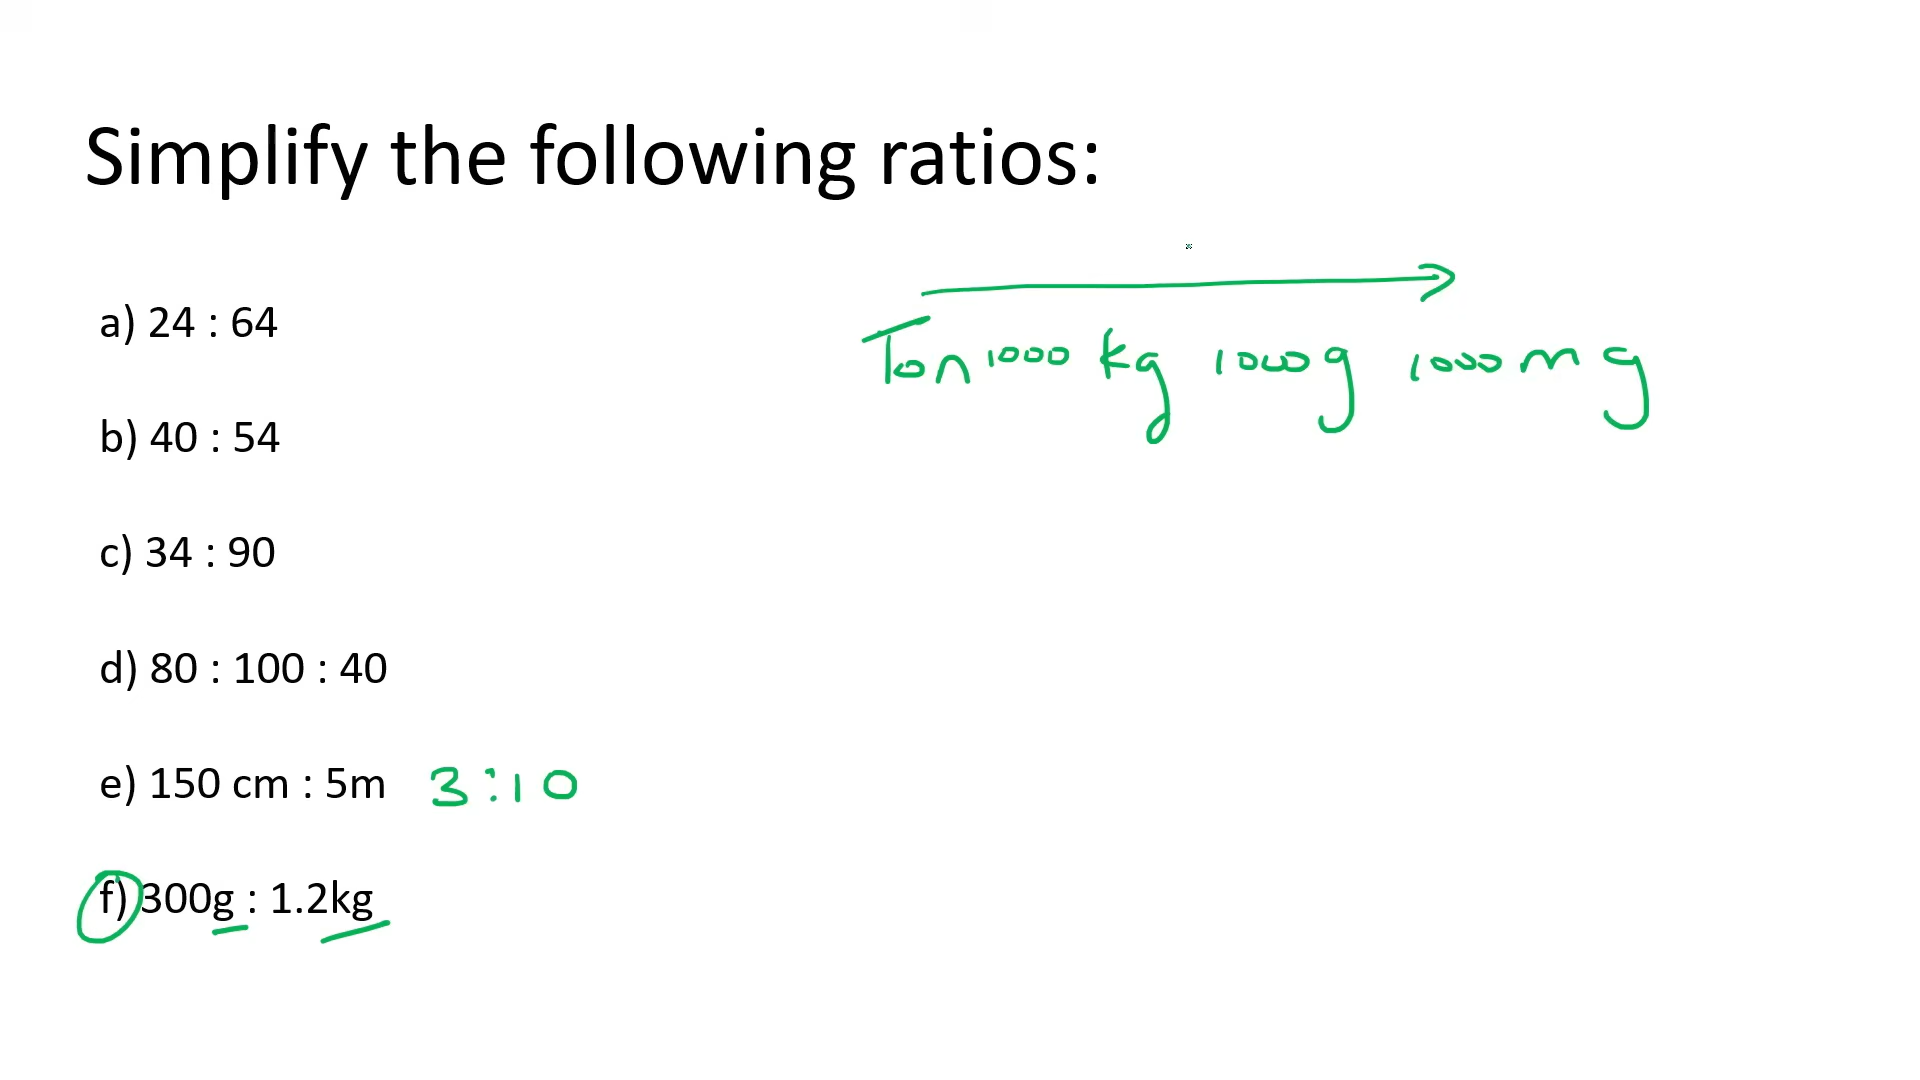 Simplify the following ratios:
Ton 1000 kg 1000 g 1000 mg
a) 24 : 64
b) 40 : 54
c) 34 : 90
d) 80 : 100 : 40
e) 150 cm : 5m 3:10
f) 300g : 1.2kg